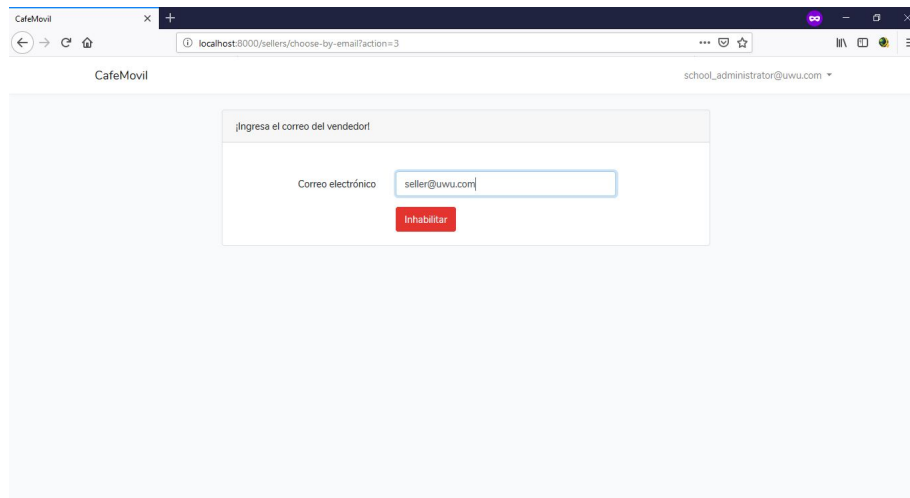 CafeMovil
localhost:8000/sellers/choose-by-email?action=3
CafeMovil
school_administrator@uwu.com
¡Ingresa el correo del vendedor!
Correo electrónico
seller@uwu.com
Inhabilitar